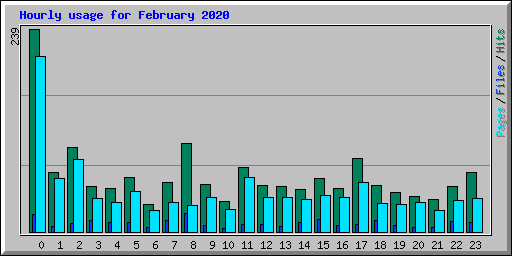 Hourly usage for February 2020
239
Pages / Files / Hits
0 1 2 3 4 5 6 7 8 9 10 11 12 13 14 15 16 17 18 19 20 21 22 23